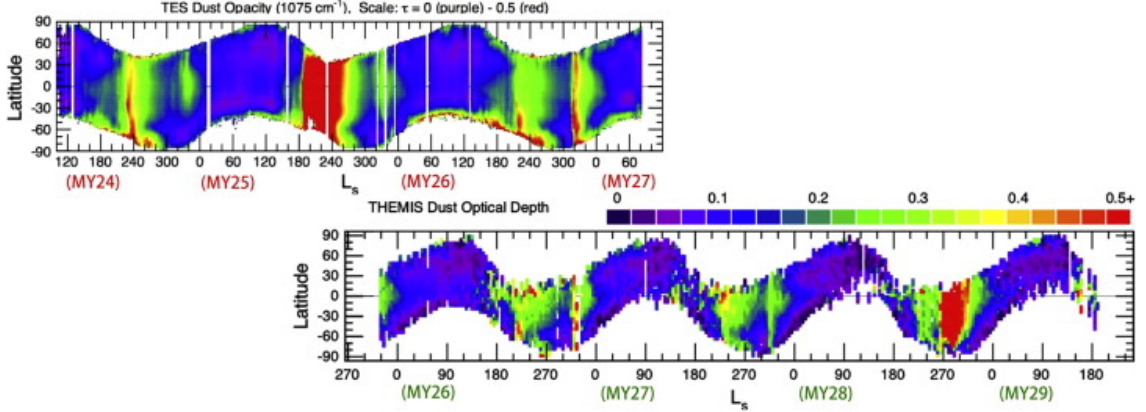 TES Dust Opacity (1075 cm⁻¹), Scale: τ = 0 (purple) - 0.5 (red)
90
60
30
0
-30
-60
-90
Latitude
120 180 240 300 0 60 120 180 240 300 0 60 120 180 240 300 0 60
(MY24) (MY25) Ls (MY26) (MY27)
THEMIS Dust Optical Depth
0 0.1 0.2 0.3 0.4 0.5+
90
60
30
0
-30
-60
-90
Latitude
270 0 90 180 270 0 90 180 270 0 90 180 270 0 90 180
(MY26) (MY27) (MY28) (MY29)
Ls